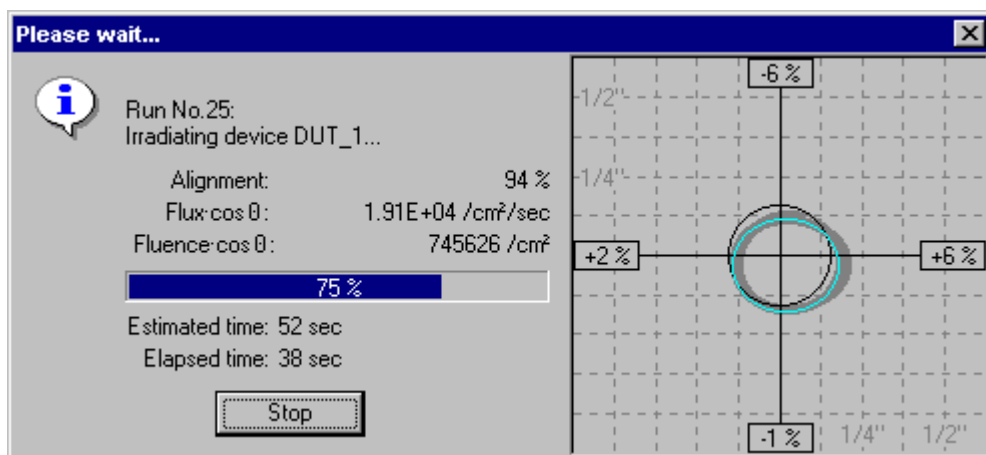 Please wait...
Run No.25:
Irradiating device DUT_1...
Alignment: 94 %
Flux·cos θ: 1.91E+04 /cm²/sec
Fluence·cos θ: 745626 /cm²
75 %
Estimated time: 52 sec
Elapsed time: 38 sec
Stop
-6 %
1/2"
1/4"
+2 %
+6 %
-1 %
1/4"
1/2"